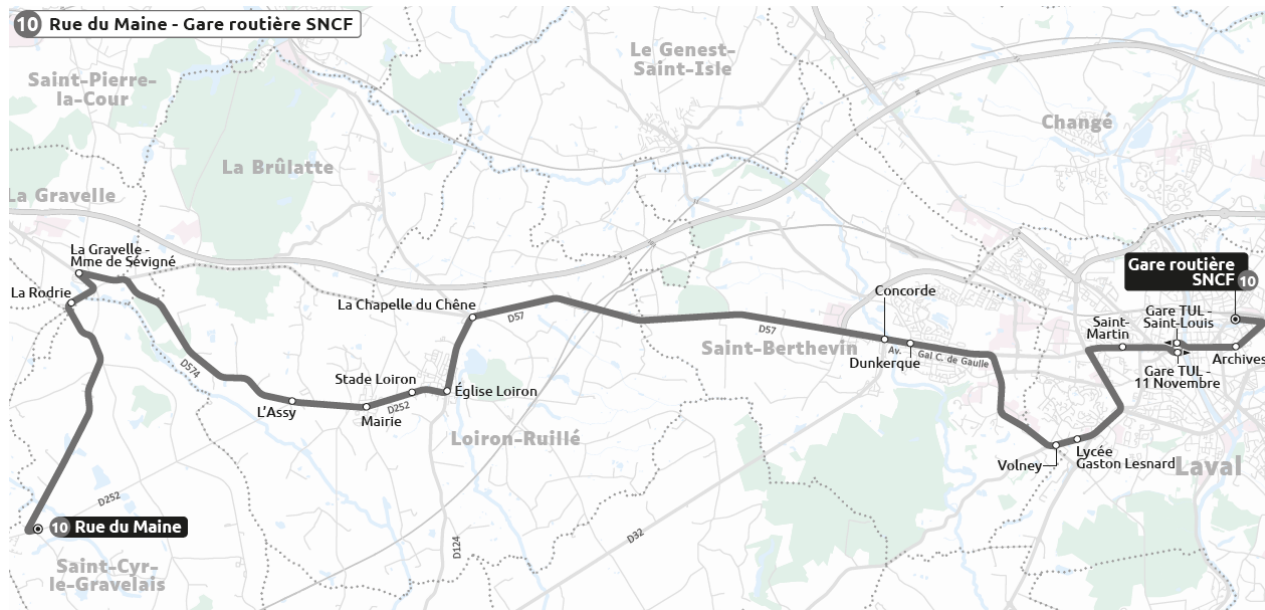 10 Rue du Maine - Gare routière SNCF
Saint-Pierre-
la-Cour
Le Genest-
Saint-Isle
Changé
La Brûlatte
La Gravelle
La Gravelle -
Mme de Sévigné
La Rodrie
La Chapelle du Chêne
D57
Concorde
Gare routière
SNCF 10
Gare TUL -
Saint-Louis
Saint-
Martin
D57
Saint-Berthevin
Av. Gal C. de Gaulle
Dunkerque
Archives
Gare TUL -
11 Novembre
D574
Stade Loiron
Église Loiron
L'Assy
D252
Mairie
Loiron-Ruillé
Volney
Lycée
Gaston Lesnard
Laval
D252
10 Rue du Maine
D124
D32
Saint-Cyr-
le-Gravelais